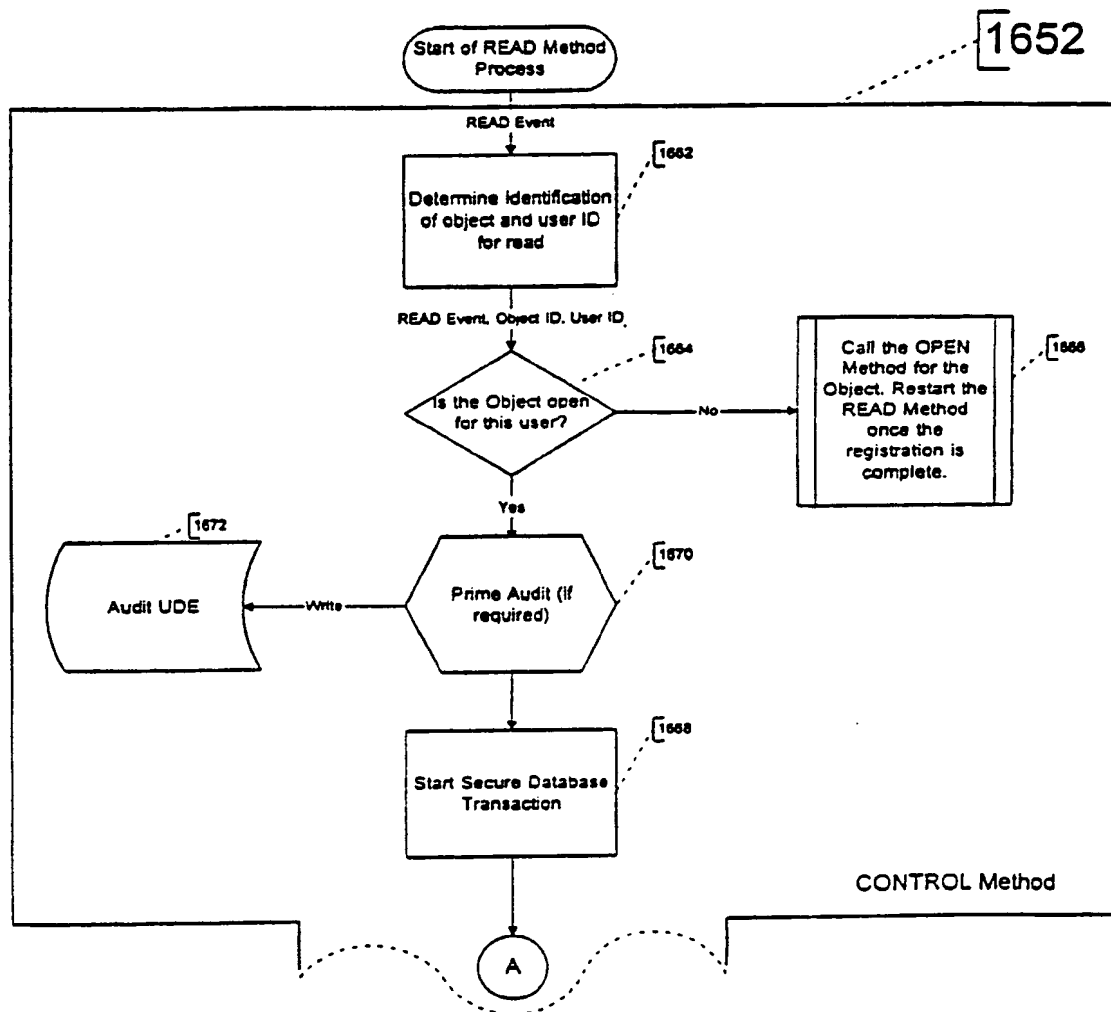 Start of READ Method
Process
1652
READ Event
1662
Determine Identification
of object and user ID
for read
READ Event, Object ID, User ID
1664
Is the Object open
for this user?
No
Call the OPEN
Method for the
Object. Restart the
READ Method
once the
registration is
complete.
1666
Yes
1672
Audit UDE
Write
Prime Audit (if
required)
1670
1668
Start Secure Database
Transaction
CONTROL Method
A